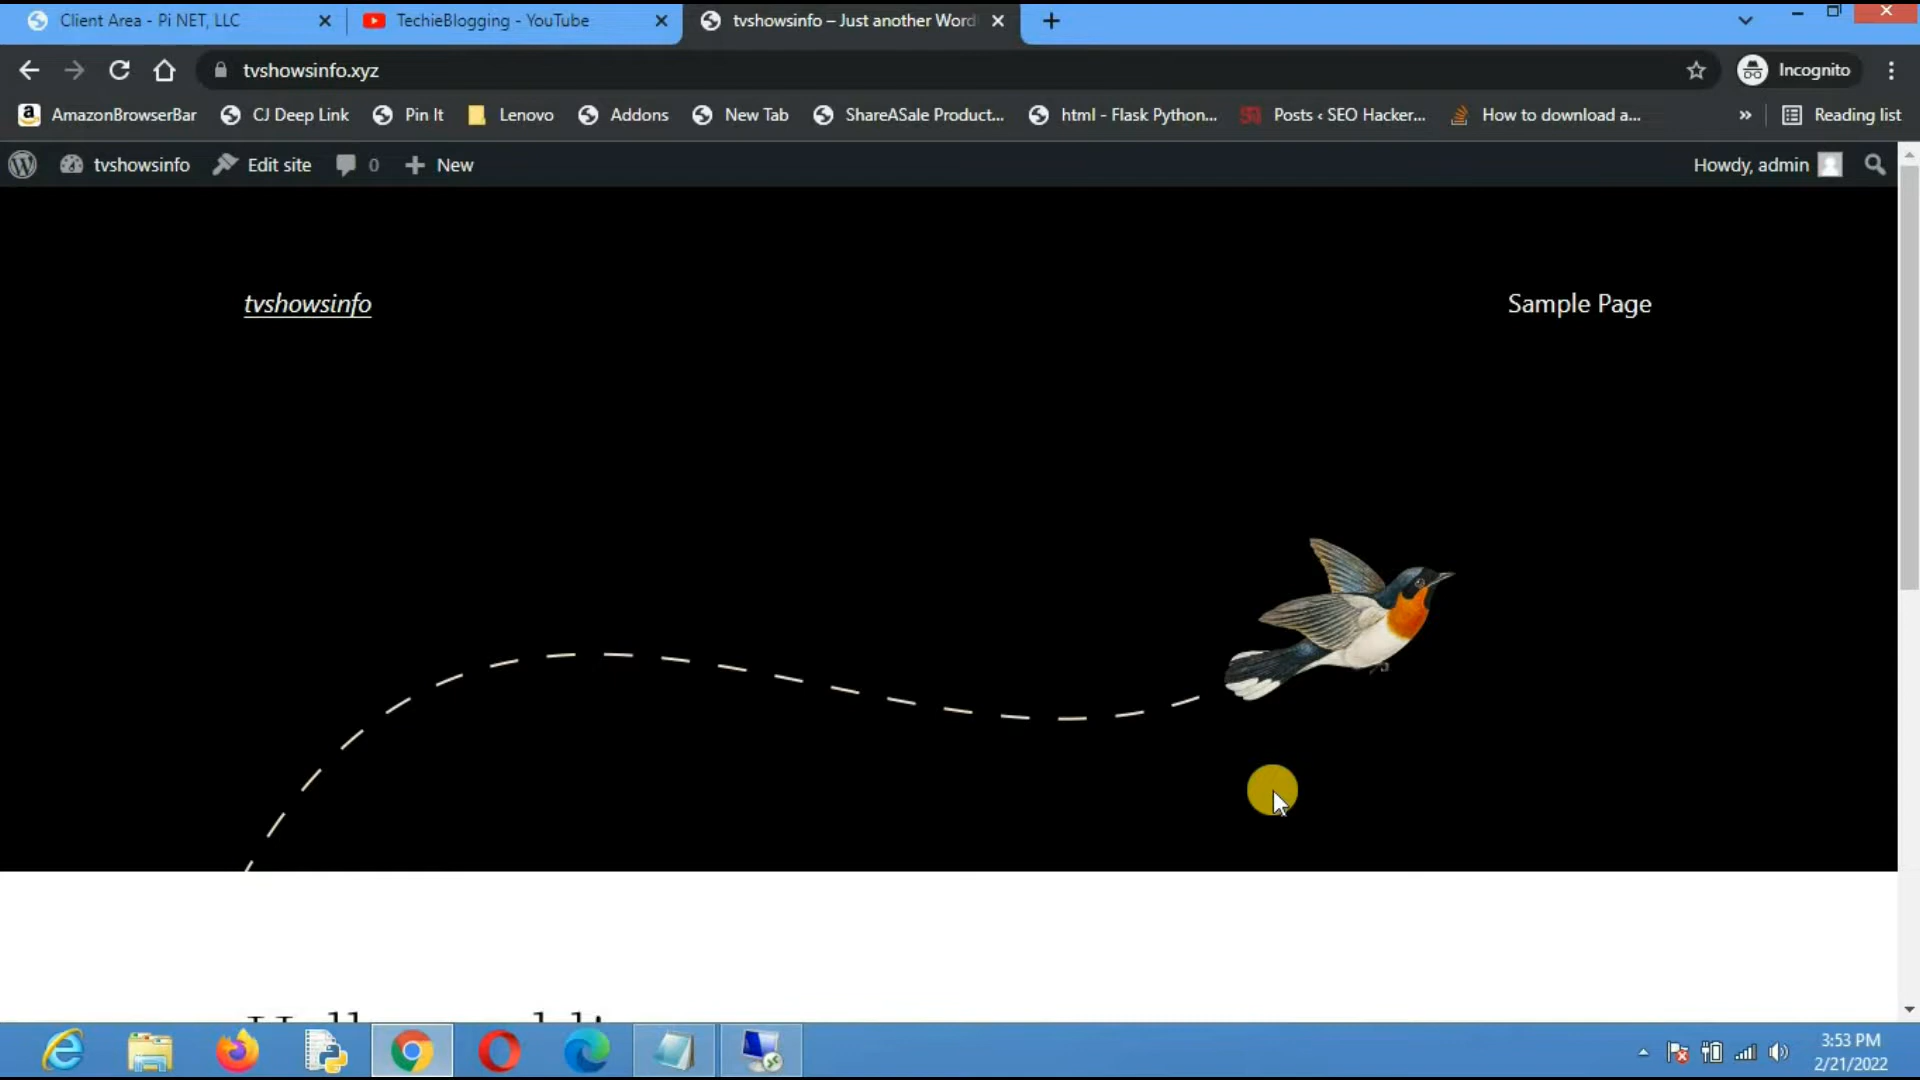 Client Area - Pi NET, LLC
TechieBlogging - YouTube
tvshowsinfo – Just another Word
tvshowsinfo.xyz
Incognito
AmazonBrowserBar
CJ Deep Link
Pin It
Lenovo
Addons
New Tab
ShareASale Product...
html - Flask Python...
Posts ‹ SEO Hacker...
How to download a...
»
Reading list
tvshowsinfo
Edit site
0
New
Howdy, admin
tvshowsinfo
Sample Page
3:53 PM
2/21/2022